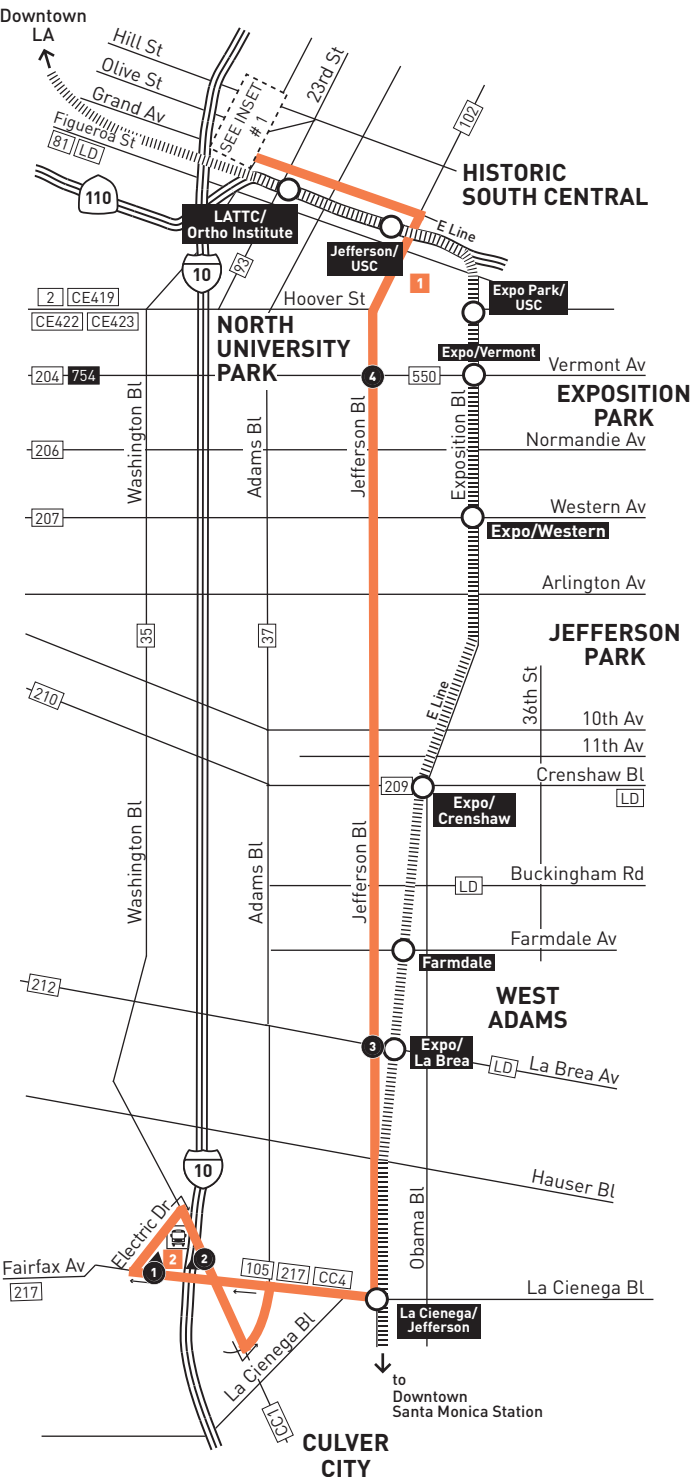 Downtown
LA
Hill St
Olive St
Grand Av
Figueroa St
81 LD
SEE INSET
# 1
23rd St
102
110
HISTORIC
SOUTH CENTRAL
LATTC/
Ortho Institute
E Line
Jefferson/
USC
10
93
1
2 CE419
CE422 CE423
Hoover St
Expo Park/
USC
NORTH
UNIVERSITY
PARK
Expo/Vermont
204 754
4
550
Vermont Av
EXPOSITION
PARK
Washington Bl
Adams Bl
Jefferson Bl
Exposition Bl
206
Normandie Av
207
Western Av
Expo/Western
Arlington Av
35
37
JEFFERSON
PARK
36th St
210
E Line
10th Av
11th Av
209
Crenshaw Bl
LD
Expo/
Crenshaw
Washington Bl
Adams Bl
Jefferson Bl
LD
Buckingham Rd
Farmdale Av
Farmdale
212
WEST
ADAMS
3
Expo/
La Brea
LD
La Brea Av
10
Hauser Bl
Obama Bl
Electric Dr
Fairfax Av
217
1
2
2
105 217 CC4
La Cienega Bl
La Cienega/
Jefferson
La Cienega Bl
to
Downtown
Santa Monica Station
CC1
CULVER
CITY